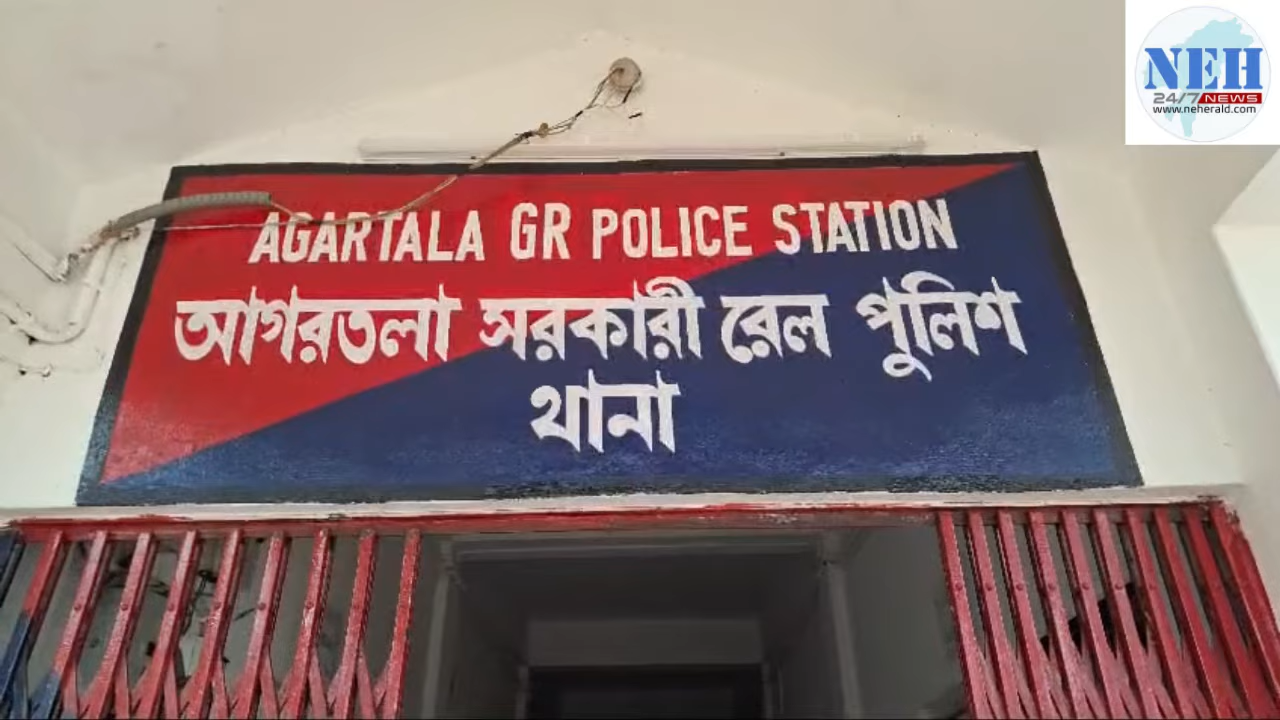 NEH
24/7 NEWS
www.neherald.com
AGARTALA GR POLICE STATION
আগরতলা সরকারী রেল পুলিশ
থানা